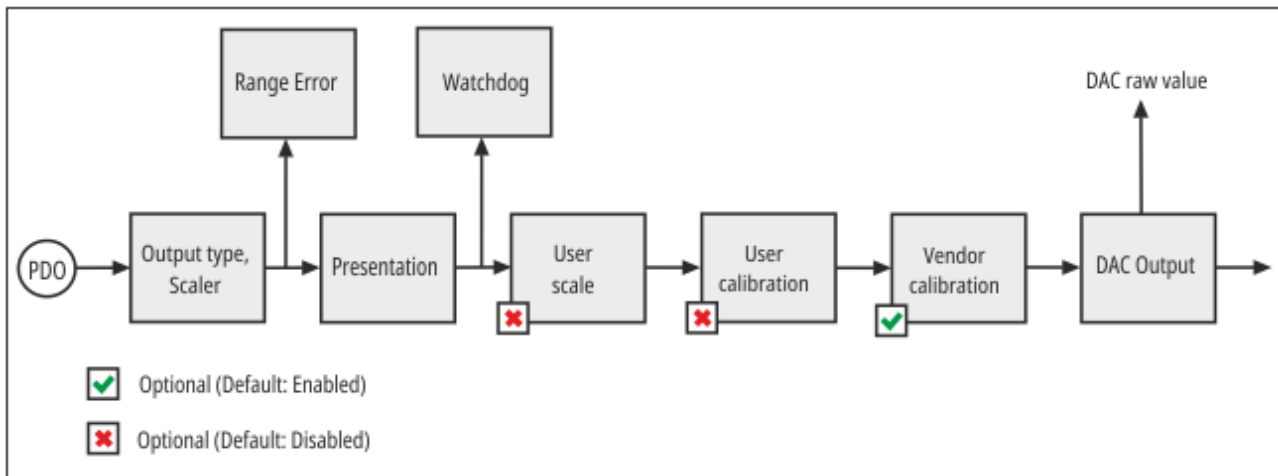 Range Error
Watchdog
DAC raw value
PDO
Output type,
Scaler
Presentation
User
scale
User
calibration
Vendor
calibration
DAC Output
Optional (Default: Enabled)
Optional (Default: Disabled)